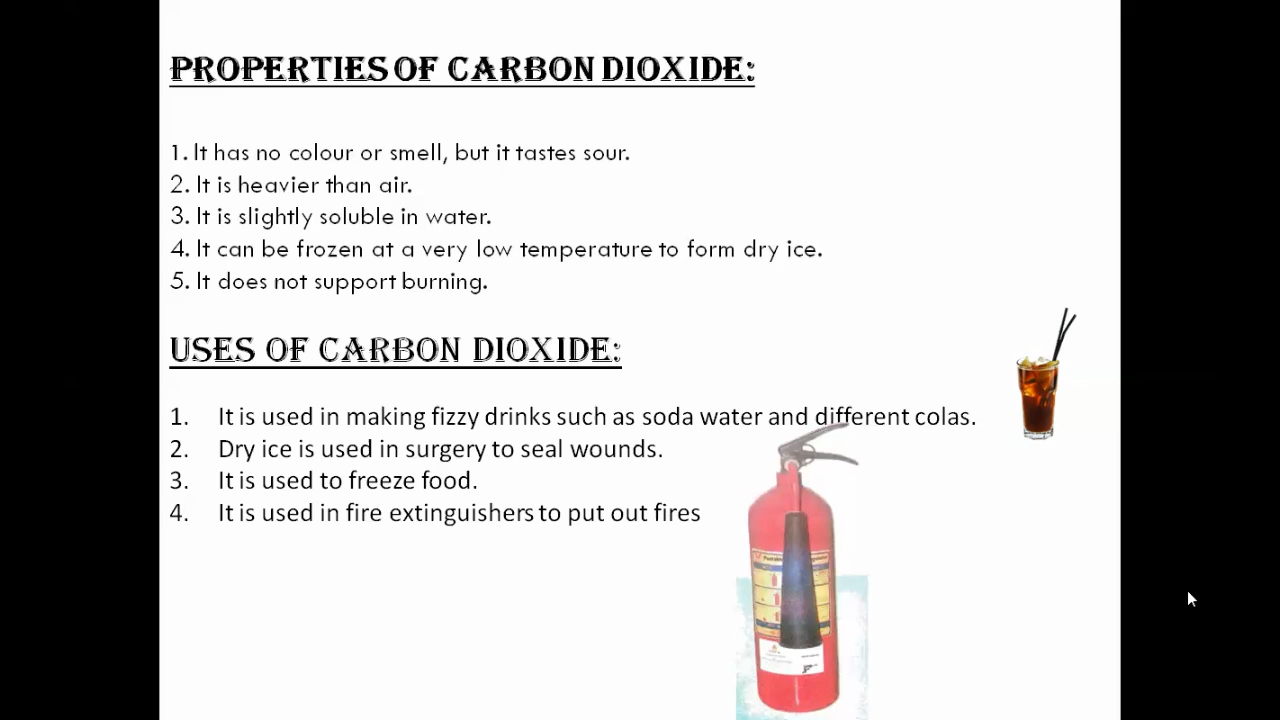 PROPERTIES OF CARBON DIOXIDE:
1. It has no colour or smell, but it tastes sour.
2. It is heavier than air.
3. It is slightly soluble in water.
4. It can be frozen at a very low temperature to form dry ice.
5. It does not support burning.
USES OF CARBON DIOXIDE:
1. It is used in making fizzy drinks such as soda water and different colas.
2. Dry ice is used in surgery to seal wounds.
3. It is used to freeze food.
4. It is used in fire extinguishers to put out fires